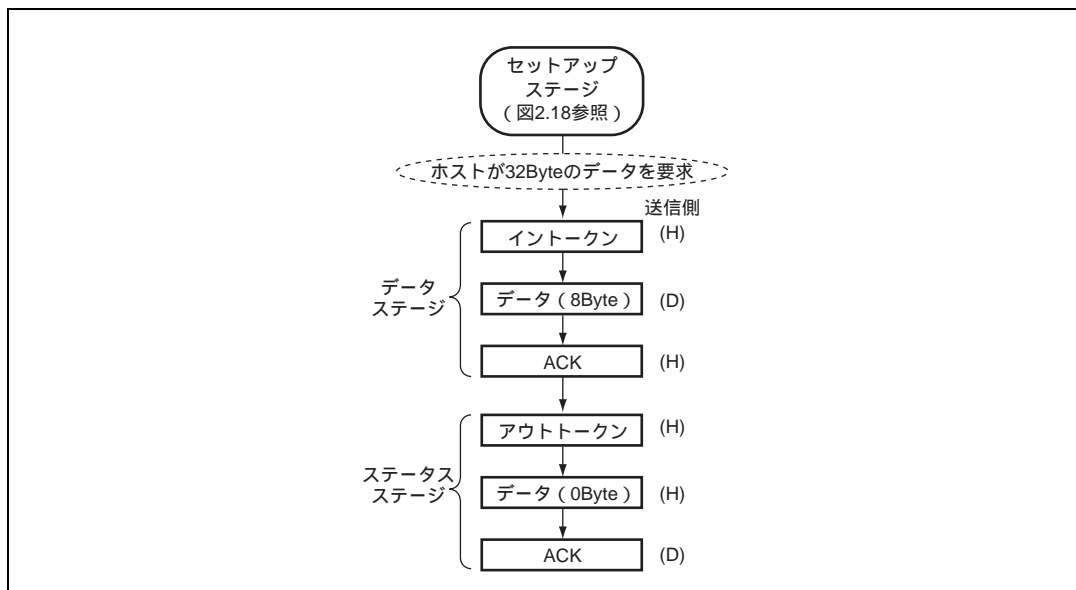 セットアップ
ステージ
（図2.18参照）
ホストが32Byteのデータを要求
送信側
イントークン
(H)
データ
ステージ
データ（8Byte）
(D)
ACK
(H)
アウトトークン
(H)
ステータス
ステージ
データ（0Byte）
(H)
ACK
(D)